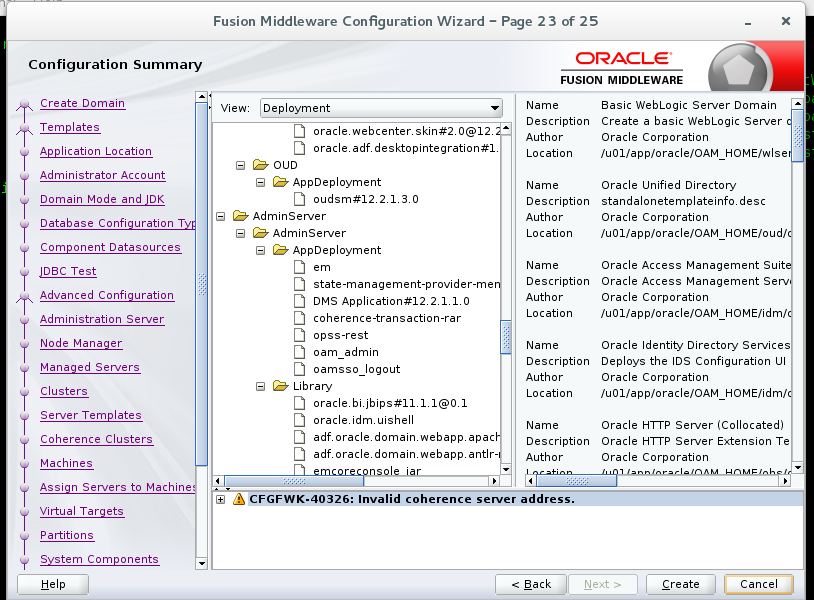 Fusion Middleware Configuration Wizard – Page 23 of 25
Configuration Summary
ORACLE
FUSION MIDDLEWARE
Create Domain
Templates
Application Location
Administrator Account
Domain Mode and JDK
Database Configuration Typ
Component Datasources
JDBC Test
Advanced Configuration
Administration Server
Node Manager
Managed Servers
Clusters
Server Templates
Coherence Clusters
Machines
Assign Servers to Machines
Virtual Targets
Partitions
System Components
View: Deployment
oracle.webcenter.skin#2.0@12.2
oracle.adf.desktopintegration#1.
OUD
AppDeployment
oudsm#12.2.1.3.0
AdminServer
AdminServer
AppDeployment
em
state-management-provider-men
DMS Application#12.2.1.1.0
coherence-transaction-rar
opss-rest
oam_admin
oamsso_logout
Library
oracle.bi.jbips#11.1.1@0.1
oracle.idm.uishell
adf.oracle.domain.webapp.apach
adf.oracle.domain.webapp.antlr-
emcoreconsole_jar
Name Basic WebLogic Server Domain
Description Create a basic WebLogic Server d
Author Oracle Corporation
Location /u01/app/oracle/OAM_HOME/wlser
Name Oracle Unified Directory
Description standalonetemplateinfo.desc
Author Oracle Corporation
Location /u01/app/oracle/OAM_HOME/oud/c
Name Oracle Access Management Suite
Description Oracle Access Management Serv
Author Oracle Corporation
Location /u01/app/oracle/OAM_HOME/idm/c
Name Oracle Identity Directory Services
Description Deploys the IDS Configuration UI
Author Oracle Corporation
Location /u01/app/oracle/OAM_HOME/idm/c
Name Oracle HTTP Server (Collocated)
Description Oracle HTTP Server Extension Te
Author Oracle Corporation
Location /u01/app/oracle/OAM_HOME/ohs/c
CFGFWK-40326: Invalid coherence server address.
Help
< Back
Next >
Create
Cancel